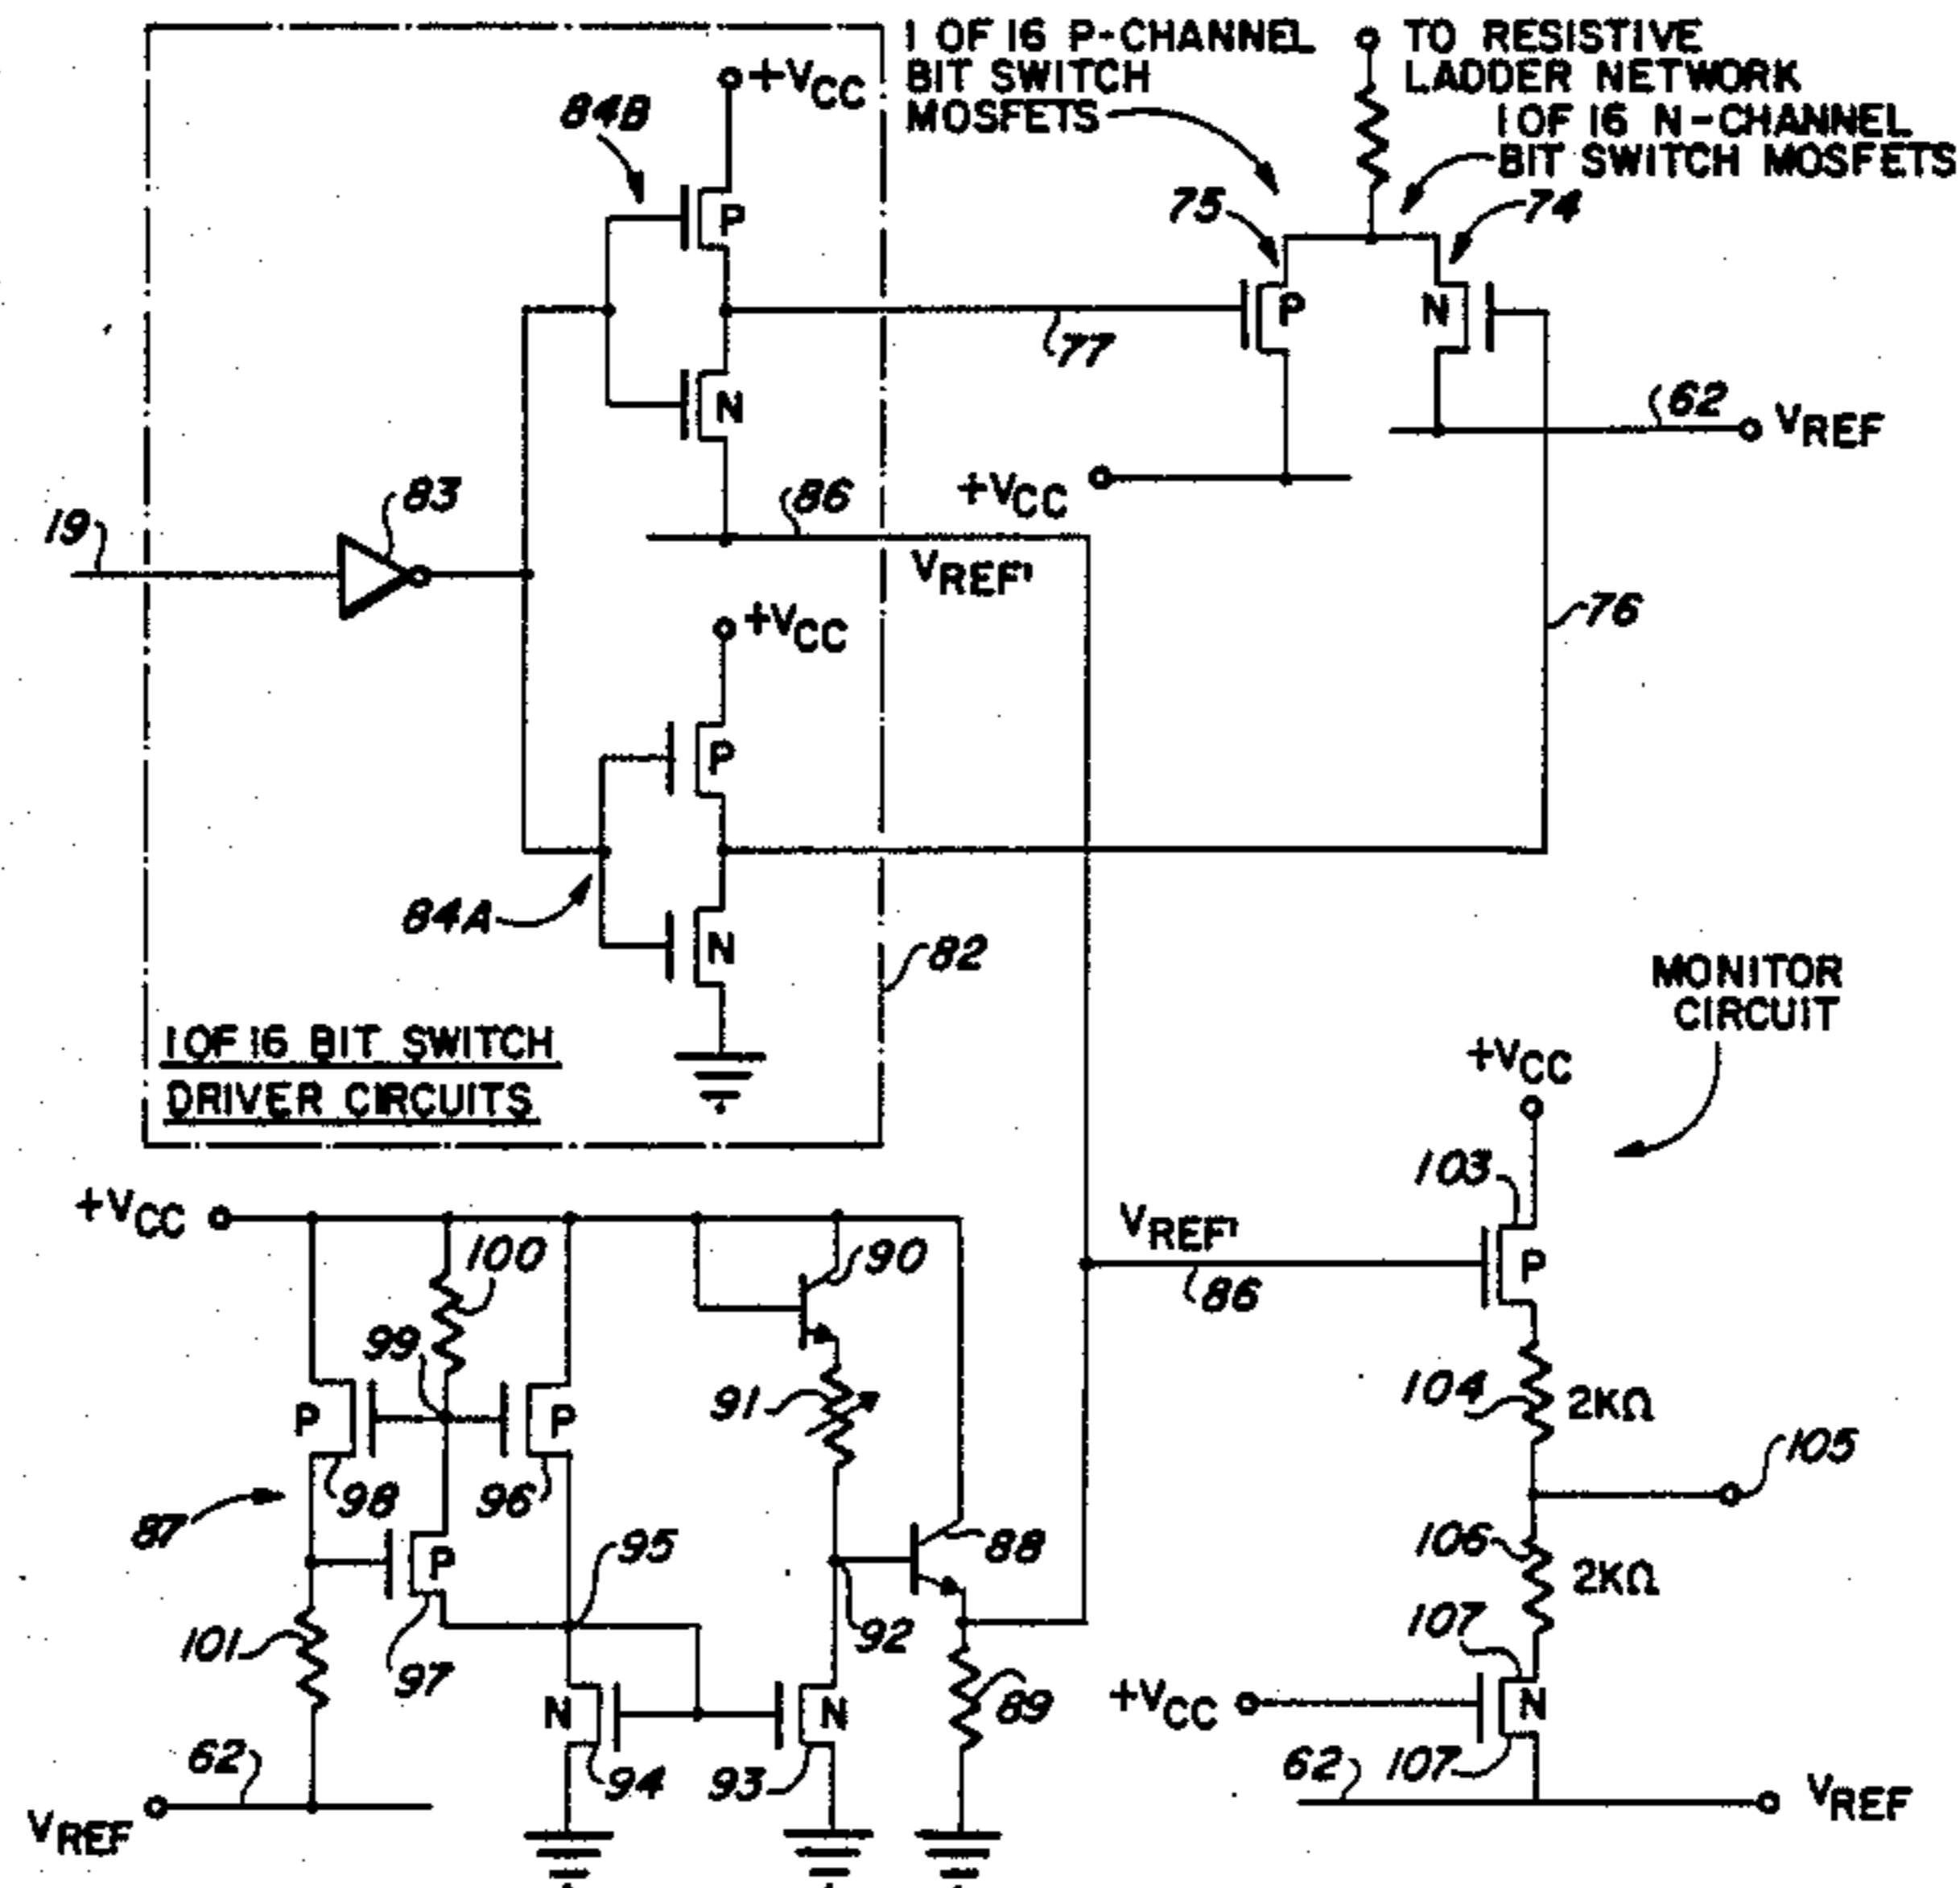 1 OF 16 P-CHANNEL
BIT SWITCH
MOSFETS
TO RESISTIVE
LADDER NETWORK
1 OF 16 N-CHANNEL
BIT SWITCH MOSFETS
+VCC
84B
P
75
74
P
N
77
N
62
VREF
+VCC
86
83
19
VREF'
+VCC
76
P
84A
N
82
1 OF 16 BIT SWITCH
DRIVER CIRCUITS
MONITOR
CIRCUIT
+VCC
103
+VCC
VREF'
P
86
100
90
99
91
104
2KΩ
P
P
98
96
105
87
P
95
88
106
2KΩ
101
97
92
107
N
N
89
+VCC
N
62
94
93
62
107
VREF
VREF